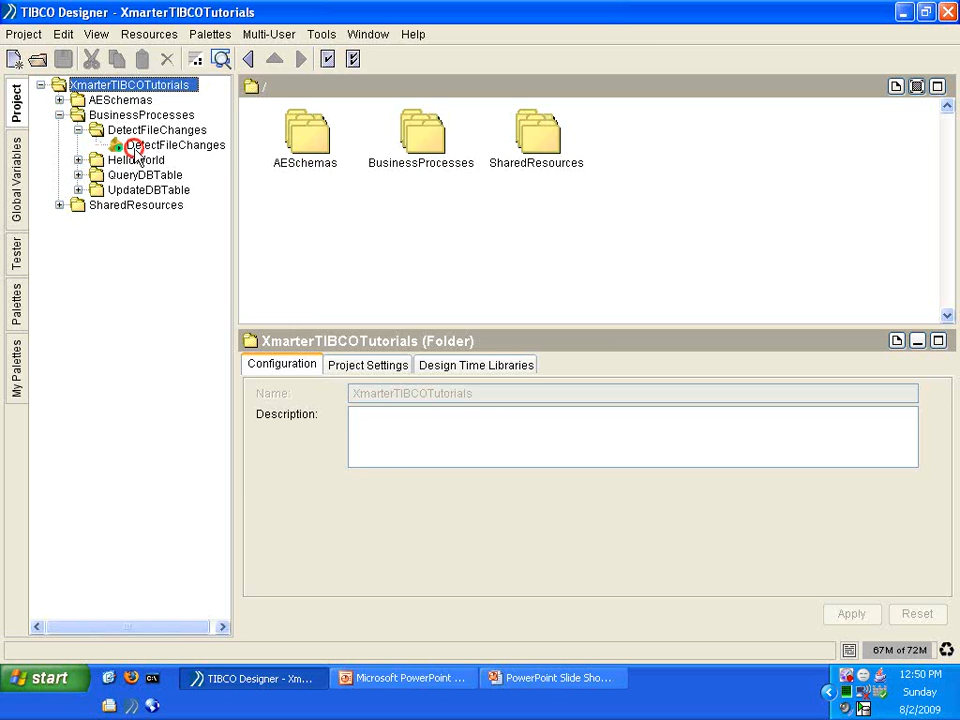 TIBCO Designer - XmarterTIBCOTutorials
Project Edit View Resources Palettes Multi-User Tools Window Help
Project
Global Variables
Tester
Palettes
My Palettes
XmarterTIBCOTutorials
AESchemas
BusinessProcesses
DetectFileChanges
DetectFileChanges
HelloWorld
QueryDBTable
UpdateDBTable
SharedResources
/
AESchemas BusinessProcesses SharedResources
XmarterTIBCOTutorials (Folder)
Configuration Project Settings Design Time Libraries
Name: XmarterTIBCOTutorials
Description:
Apply Reset
67M of 72M
start TIBCO Designer - Xm... Microsoft PowerPoint ... PowerPoint Slide Sho...
12:50 PM
Sunday
8/2/2009